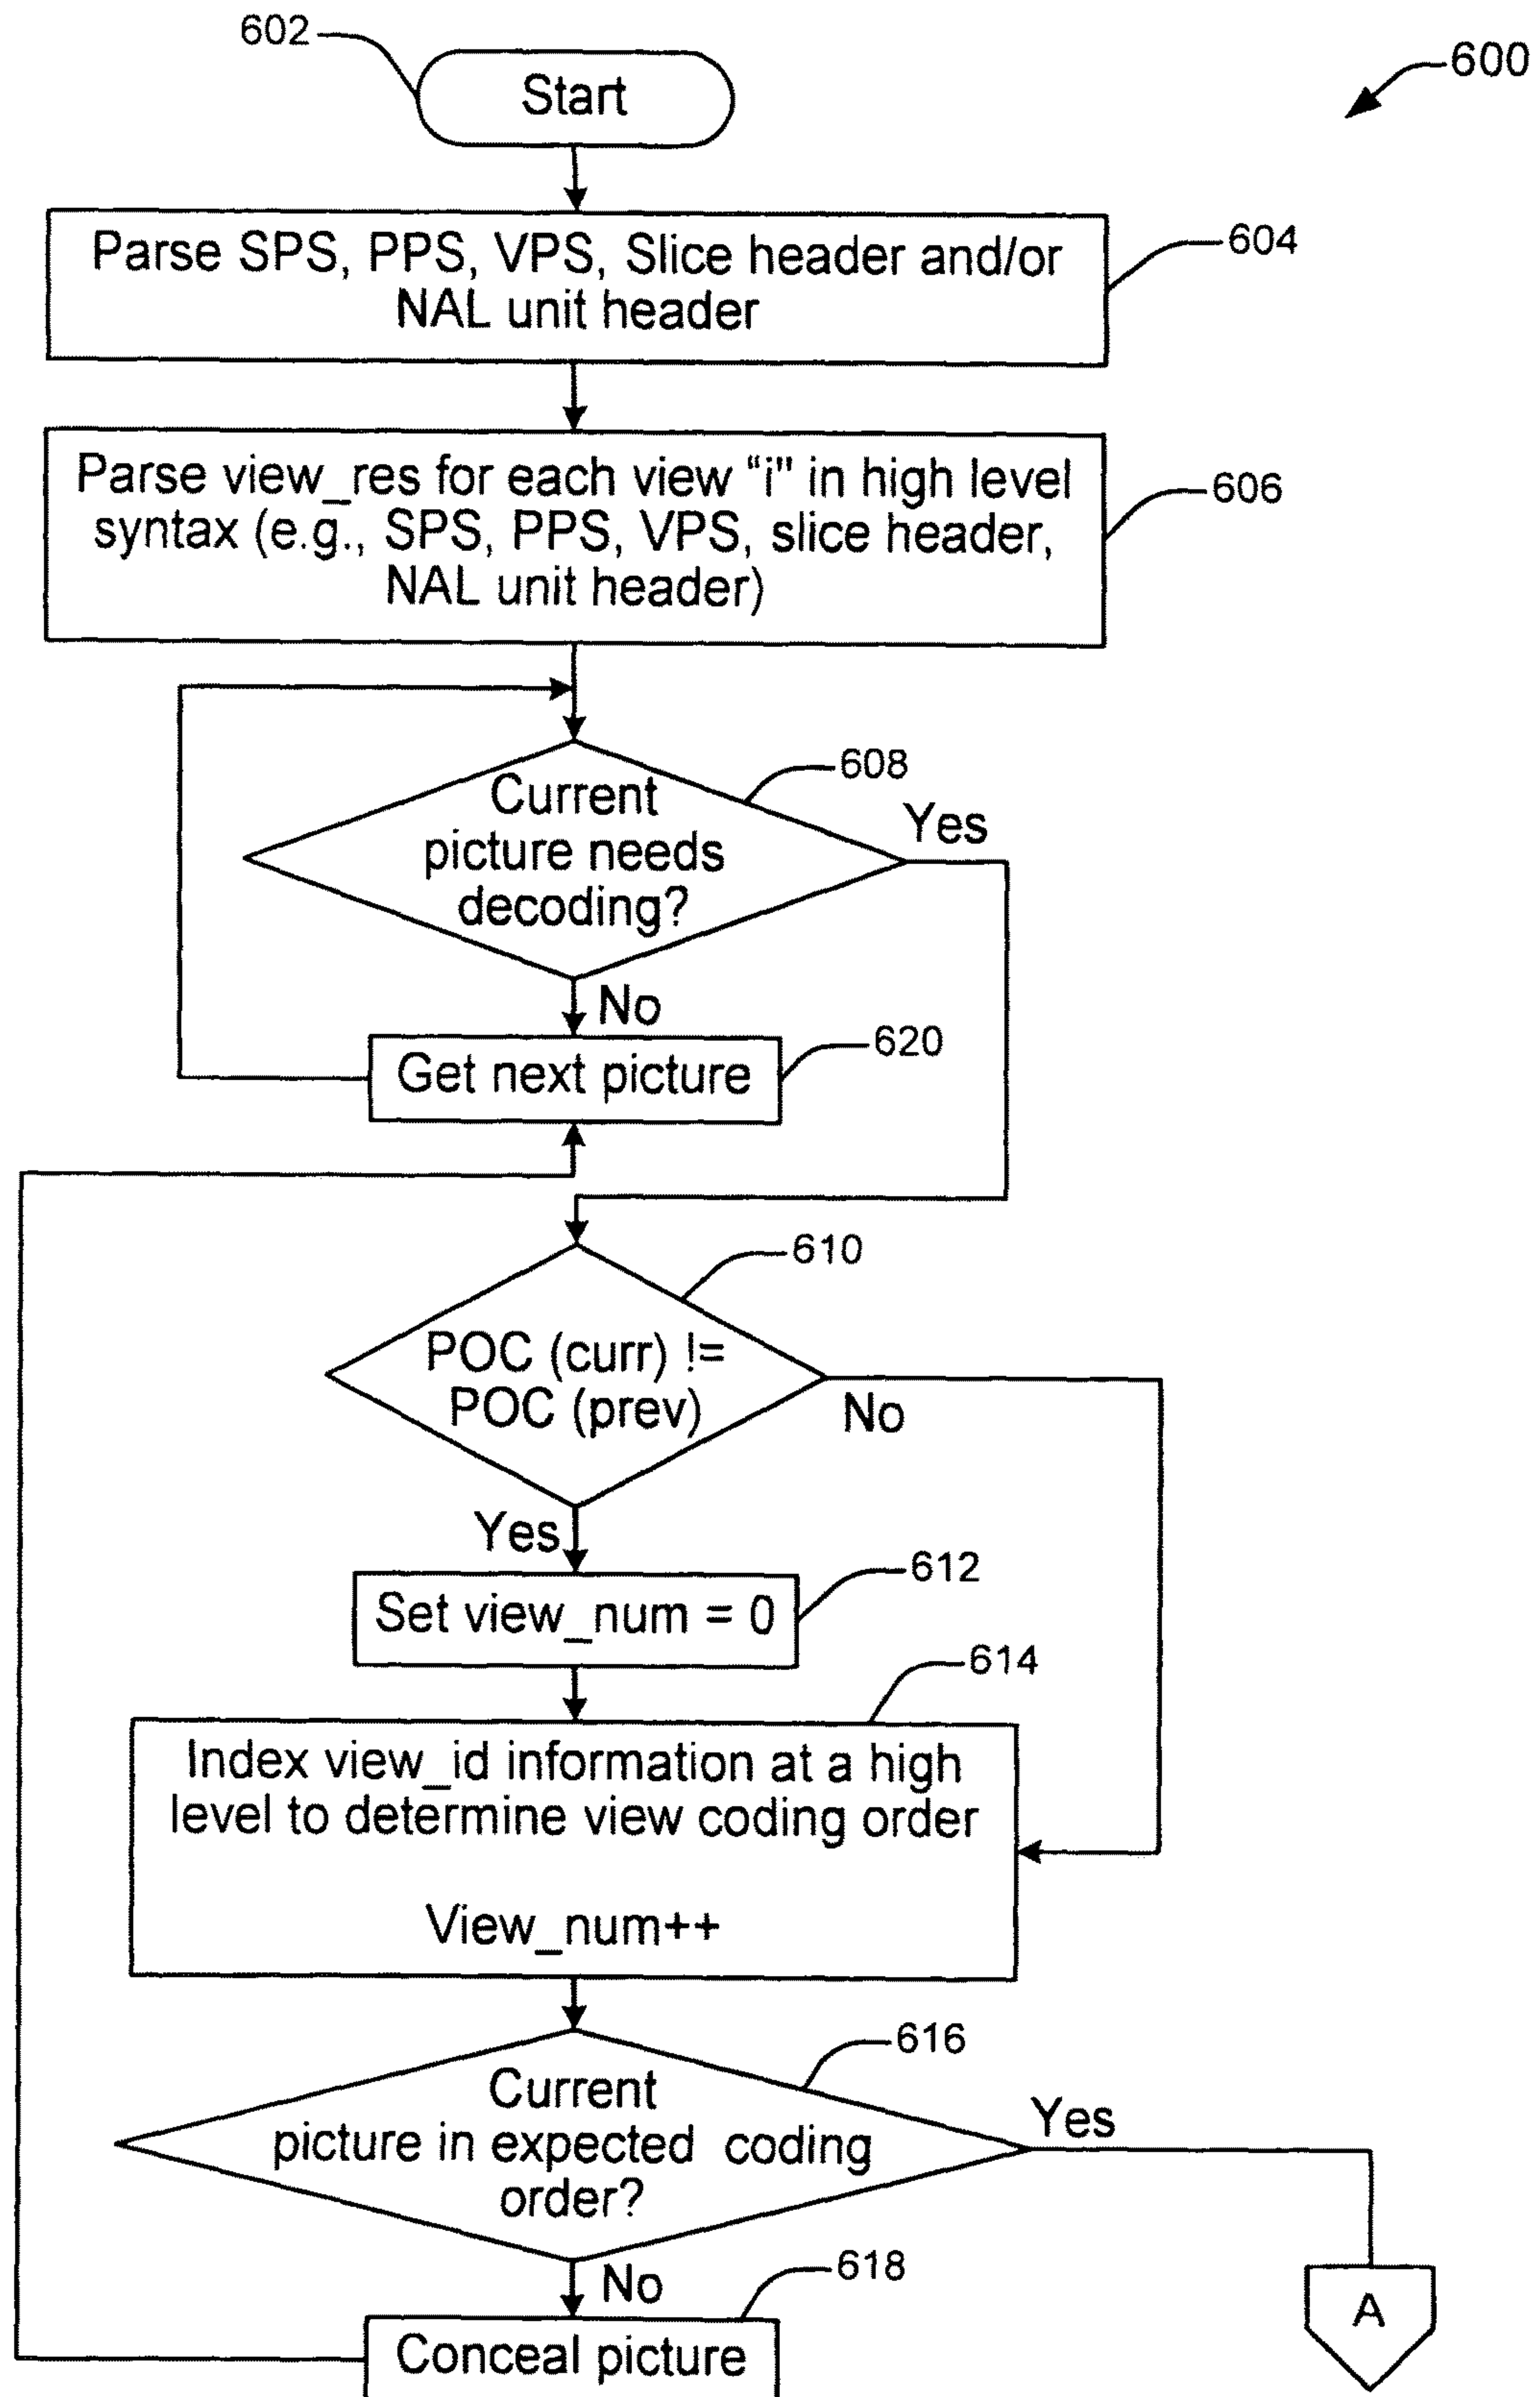 602
Start
600
Parse SPS, PPS, VPS, Slice header and/or
NAL unit header
604
Parse view_res for each view “i" in high level
syntax (e.g., SPS, PPS, VPS, slice header,
NAL unit header)
606
Current
picture needs
decoding?
608
Yes
No
Get next picture
620
610
POC (curr) !=
POC (prev)
No
Yes
612
Set view_num = 0
614
Index view_id information at a high
level to determine view coding order
View_num++
616
Current
picture in expected coding
order?
Yes
No
618
Conceal picture
A